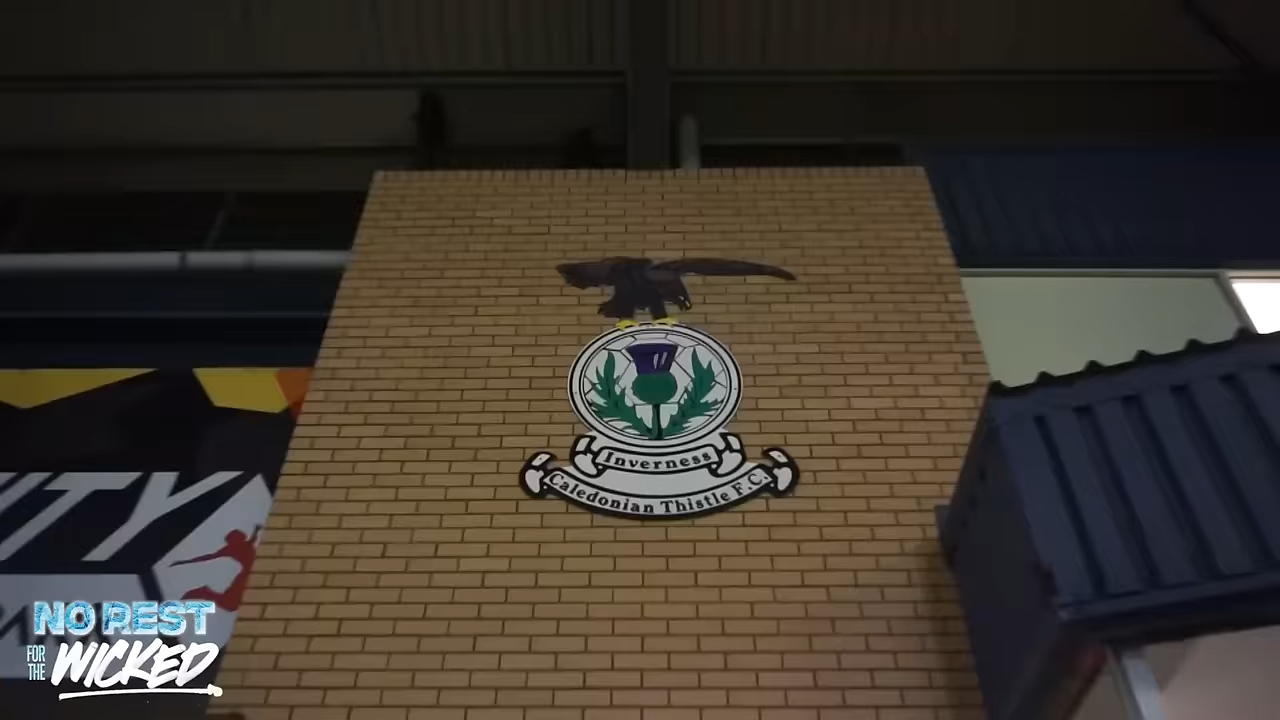 Inverness
Caledonian Thistle F.C.
ITY
NO REST
FOR THE
WICKED